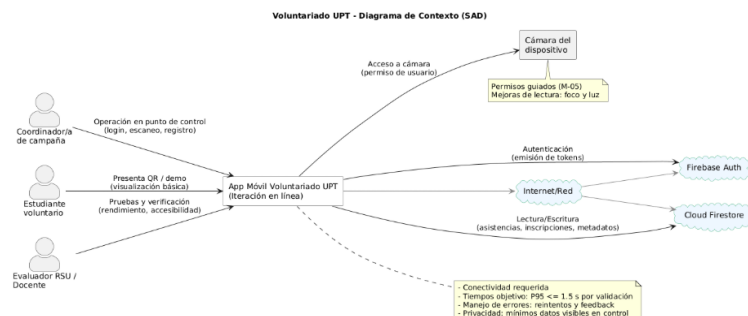 Voluntariado UPT - Diagrama de Contexto (SAD)
Cámara del
dispositivo
Acceso a cámara
(permiso de usuario)
Permisos guiados (M-05)
Mejoras de lectura: foco y luz
Coordinador/a
de campaña
Operación en punto de control
(login, escaneo, registro)
Autenticación
(emisión de tokens)
Firebase Auth
Estudiante
voluntario
Presenta QR / demo
(visualización básica)
App Móvil Voluntariado UPT
(Iteración en línea)
Internet/Red
Pruebas y verificación
(rendimiento, accesibilidad)
Lectura/Escritura
(asistencias, inscripciones, metadatos)
Cloud Firestore
Evaluador RSU /
Docente
- Conectividad requerida
- Tiempos objetivo: P95 <= 1.5 s por validación
- Manejo de errores: reintentos y feedback
- Privacidad: mínimos datos visibles en control